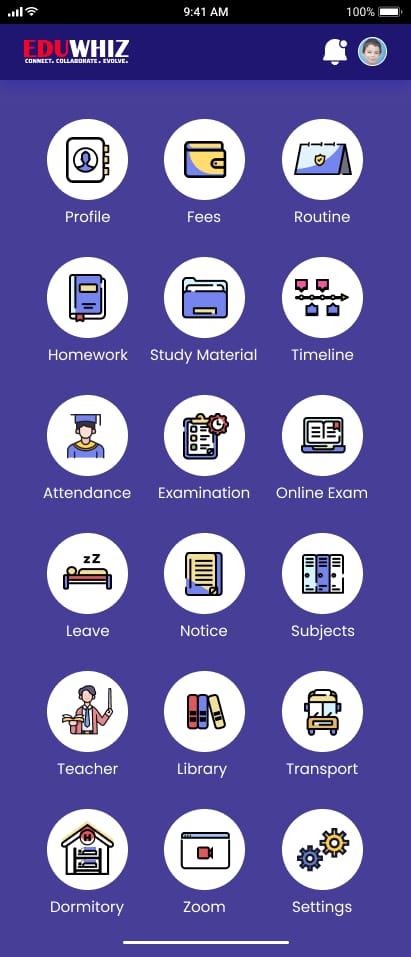 9:41 AM
100%
EDUWHIZ
CONNECT. COLLABORATE. EVOLVE.
Profile
Fees
Routine
Homework
Study Material
Timeline
Attendance
Examination
Online Exam
zZ
Leave
Notice
Subjects
Teacher
Library
Transport
H
Dormitory
Zoom
Settings